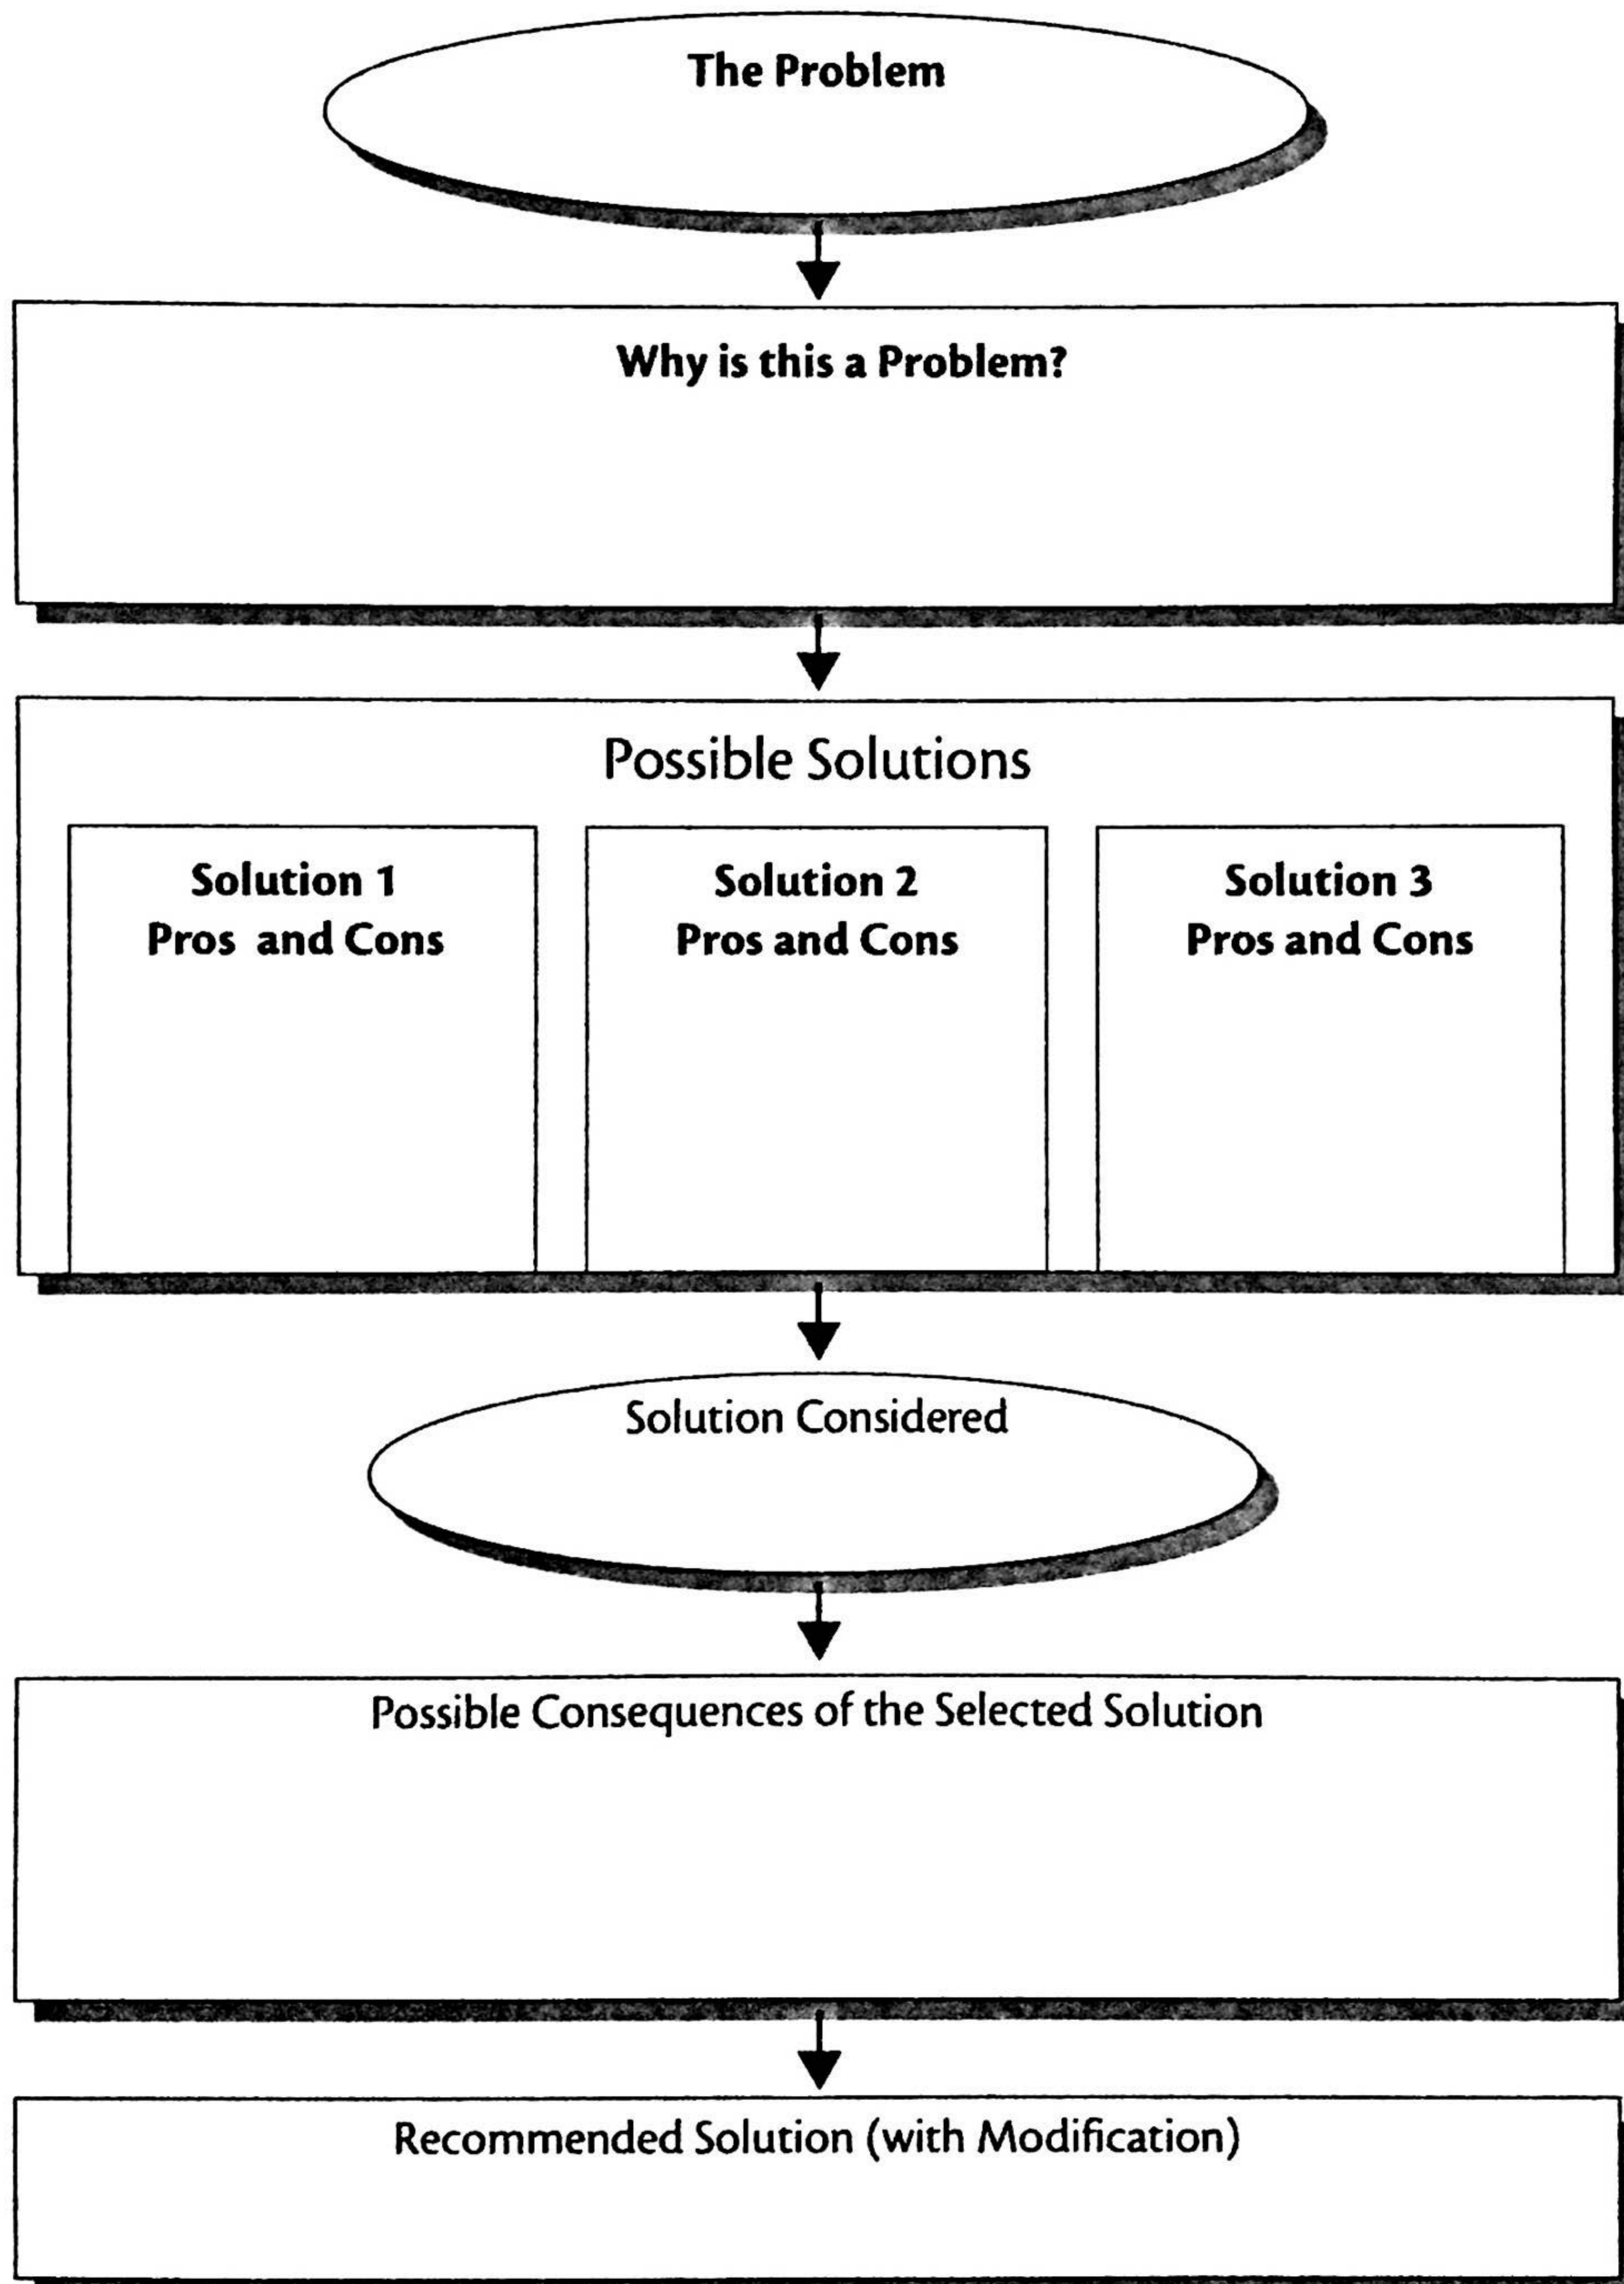 The Problem
Why is this a Problem?
Possible Solutions
Solution 1
Pros and Cons
Solution 2
Pros and Cons
Solution 3
Pros and Cons
Solution Considered
Possible Consequences of the Selected Solution
Recommended Solution (with Modification)